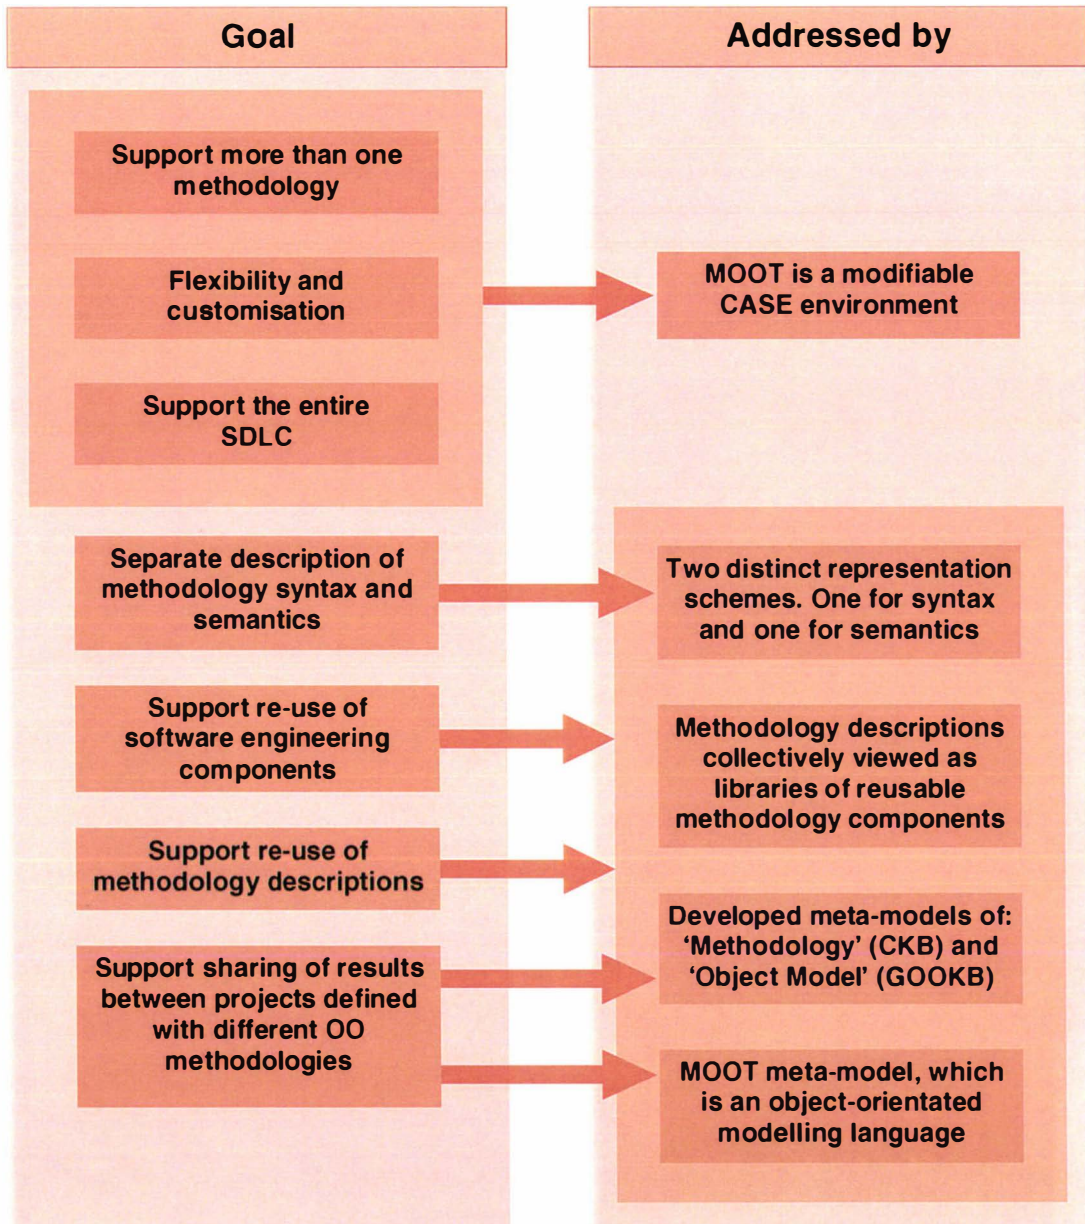 Goal
Addressed by
Support more than one
methodology
Flexibility and
customisation
MOOT is a modifiable
CASE environment
Support the entire
SDLC
Separate description of
methodology syntax and
semantics
Two distinct representation
schemes. One for syntax
and one for semantics
Support re-use of
software engineering
components
Methodology descriptions
collectively viewed as
libraries of reusable
methodology components
Support re-use of
methodology descriptions
Developed meta-models of:
‘Methodology’ (CKB) and
‘Object Model’ (GOOKB)
Support sharing of results
between projects defined
with different OO
methodologies
MOOT meta-model, which
is an object-orientated
modelling language